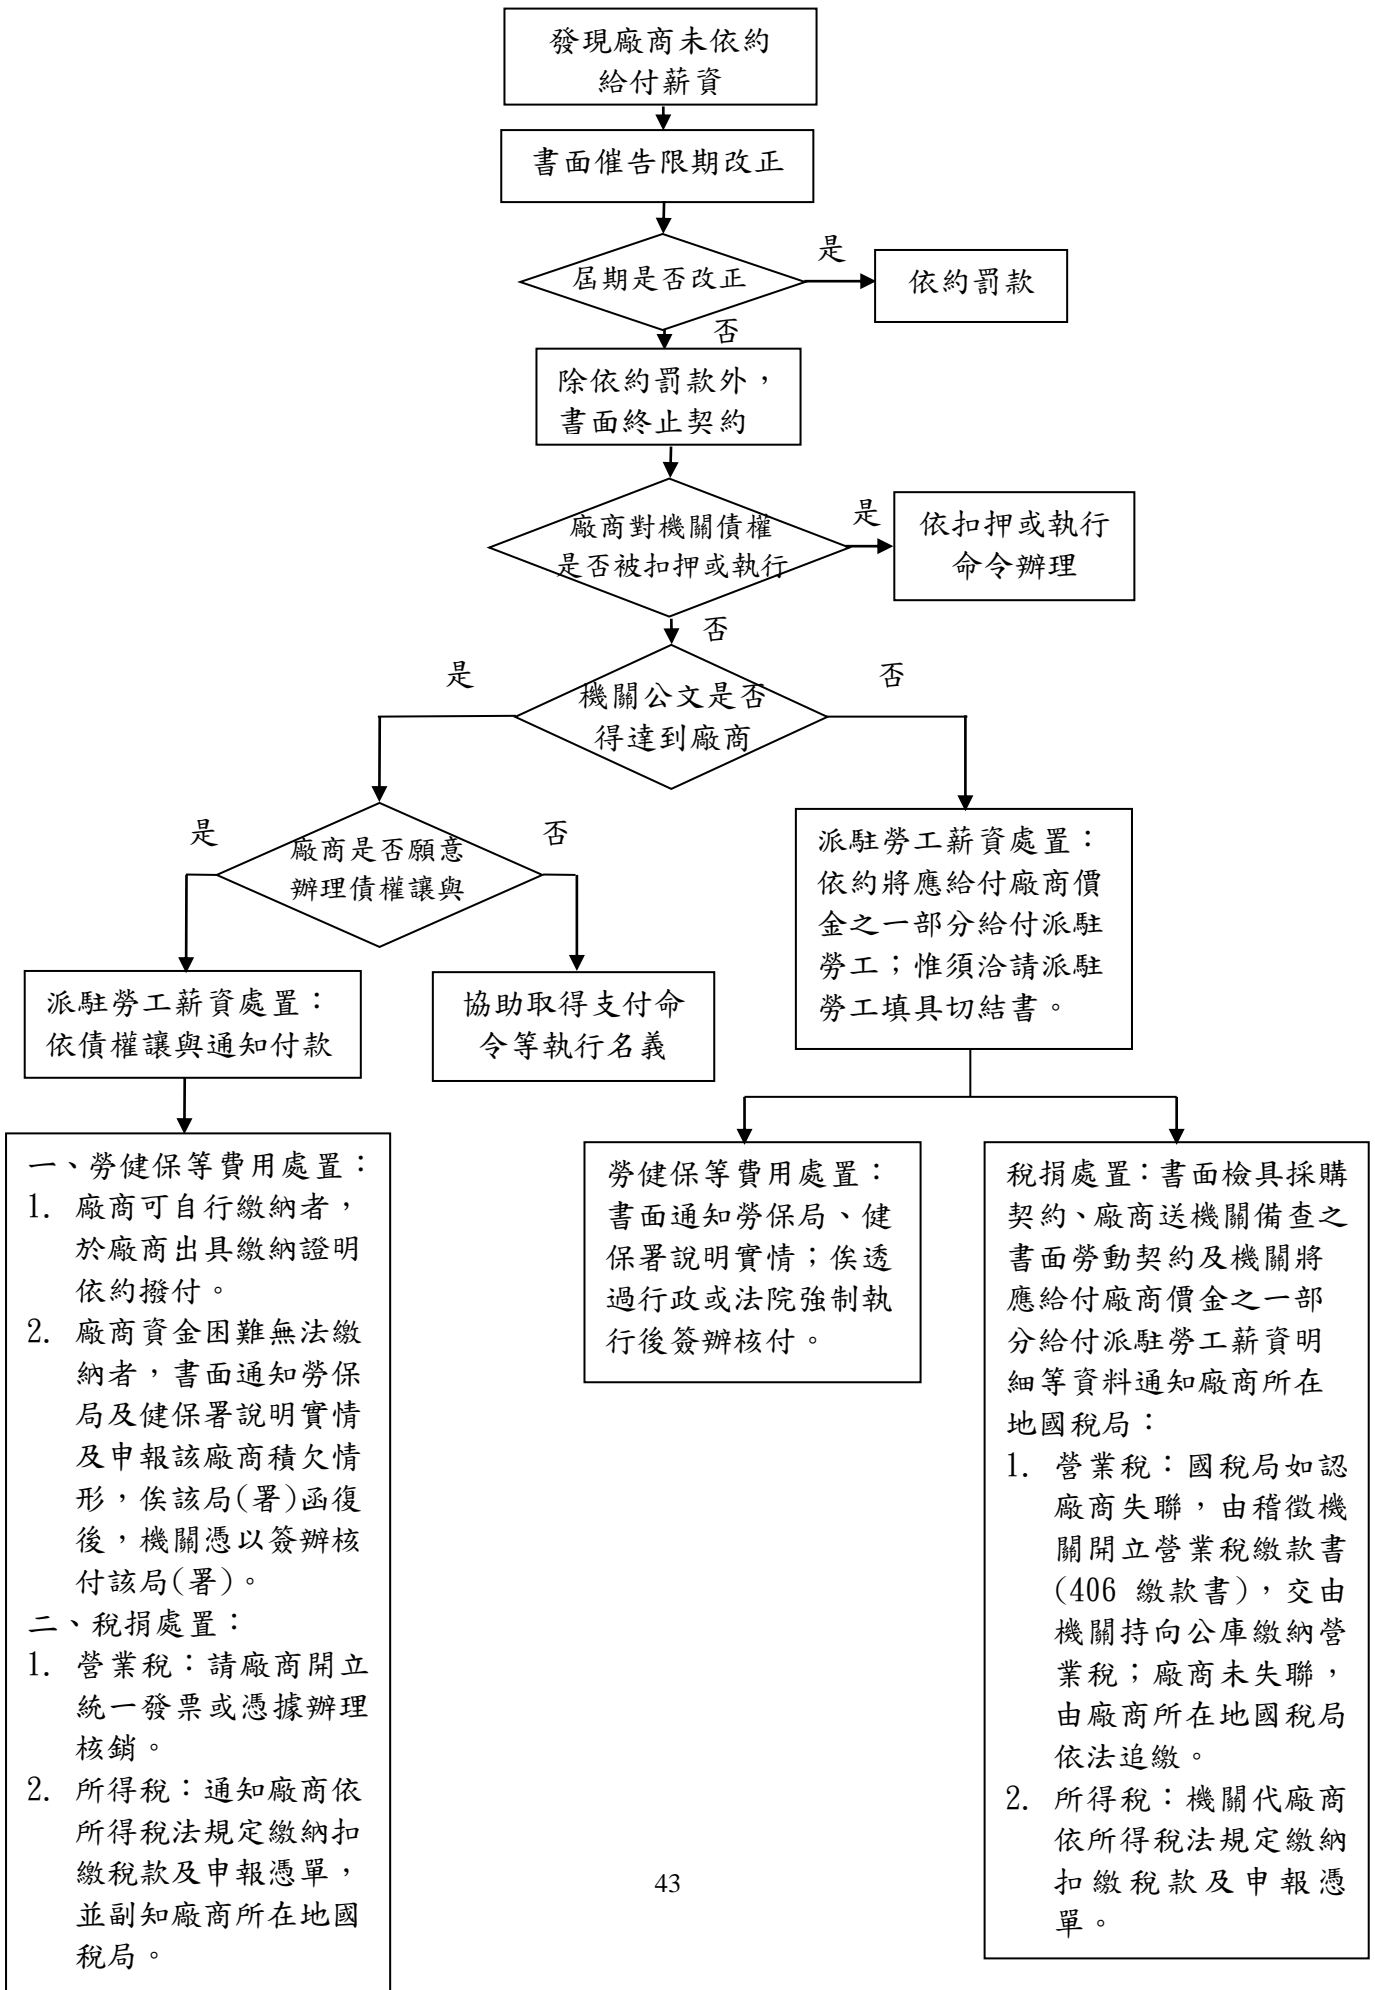 發現廠商未依約
給付薪資
書面催告限期改正
屆期是否改正
是
依約罰款
否
除依約罰款外，
書面終止契約
廠商對機關債權
是否被扣押或執行
是
依扣押或執行
命令辦理
否
機關公文是否
得達到廠商
是
否
廠商是否願意
辦理債權讓與
是
否
派駐勞工薪資處置：
依債權讓與通知付款
協助取得支付命
令等執行名義
派駐勞工薪資處置：
依約將應給付廠商價
金之一部分給付派駐
勞工；惟須洽請派駐
勞工填具切結書。
一、勞健保等費用處置：
1. 廠商可自行繳納者，
於廠商出具繳納證明
依約撥付。
2. 廠商資金困難無法繳
納者，書面通知勞保
局及健保署說明實情
及申報該廠商積欠情
形，俟該局(署)函復
後，機關憑以簽辦核
付該局(署)。
二、稅捐處置：
1. 營業稅：請廠商開立
統一發票或憑據辦理
核銷。
2. 所得稅：通知廠商依
所得稅法規定繳納扣
繳稅款及申報憑單，
並副知廠商所在地國
稅局。
勞健保等費用處置：
書面通知勞保局、健
保署說明實情；俟透
過行政或法院強制執
行後簽辦核付。
稅捐處置：書面檢具採購
契約、廠商送機關備查之
書面勞動契約及機關將
應給付廠商價金之一部
分給付派駐勞工薪資明
細等資料通知廠商所在
地國稅局：
1. 營業稅：國稅局如認
廠商失聯，由稽徵機
關開立營業稅繳款書
(406 繳款書)，交由
機關持向公庫繳納營
業稅；廠商未失聯，
由廠商所在地國稅局
依法追繳。
2. 所得稅：機關代廠商
依所得稅法規定繳納
扣繳稅款及申報憑
單。
43